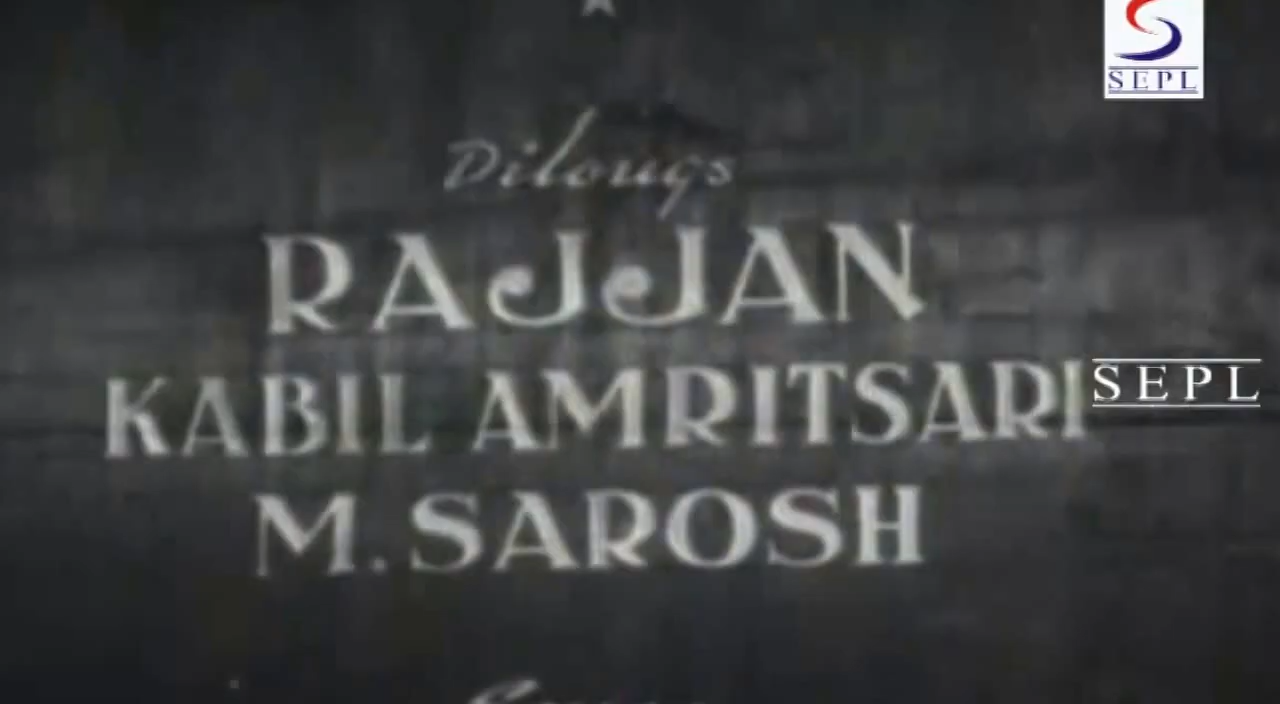 SEPL
Dilougs
RAJJAN
KABIL AMRITSARI
SEPL
M. SAROSH